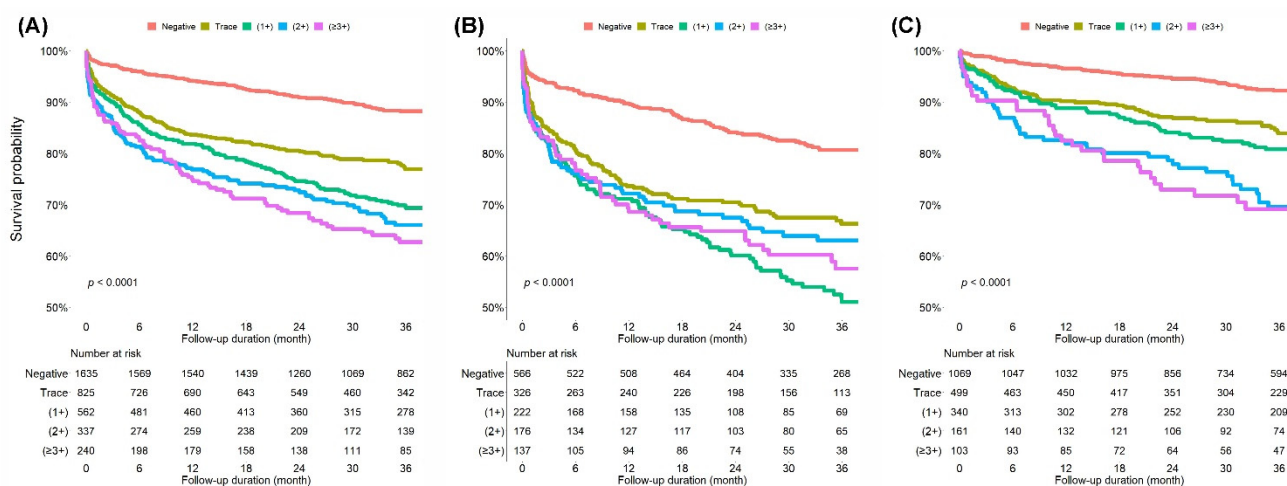 (A)
Negative Trace (1+) (2+) (≥3+)
Survival probability
100%
90%
80%
70%
60%
50%
p < 0.0001
0 6 12 18 24 30 36
Follow-up duration (month)
Number at risk
Negative 1635 1569 1540 1439 1260 1069 862
Trace 825 726 690 643 549 460 342
(1+) 562 481 460 413 360 315 278
(2+) 337 274 259 238 209 172 139
(≥3+) 240 198 179 158 138 111 85
0 6 12 18 24 30 36
Follow-up duration (month)
(B)
Negative Trace (1+) (2+) (≥3+)
100%
90%
80%
70%
60%
50%
p < 0.0001
0 6 12 18 24 30 36
Follow-up duration (month)
Number at risk
Negative 566 522 508 464 404 335 268
Trace 326 263 240 226 198 156 113
(1+) 222 168 158 135 108 85 69
(2+) 176 134 127 117 103 80 65
(≥3+) 137 105 94 86 74 55 38
0 6 12 18 24 30 36
Follow-up duration (month)
(C)
Negative Trace (1+) (2+) (≥3+)
100%
90%
80%
70%
60%
50%
p < 0.0001
0 6 12 18 24 30 36
Follow-up duration (month)
Number at risk
Negative 1069 1047 1032 975 856 734 594
Trace 499 463 450 417 351 304 229
(1+) 340 313 302 278 252 230 209
(2+) 161 140 132 121 106 92 74
(≥3+) 103 93 85 72 64 56 47
0 6 12 18 24 30 36
Follow-up duration (month)